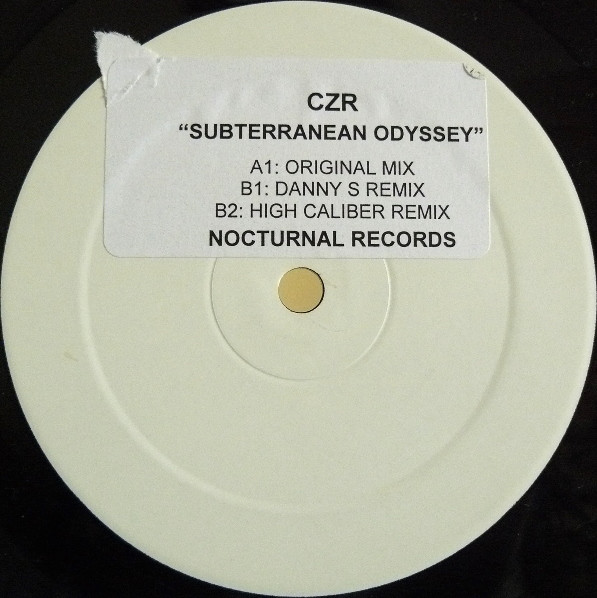 CZR
“SUBTERRANEAN ODYSSEY”
A1: ORIGINAL MIX
B1: DANNY S REMIX
B2: HIGH CALIBER REMIX
NOCTURNAL RECORDS